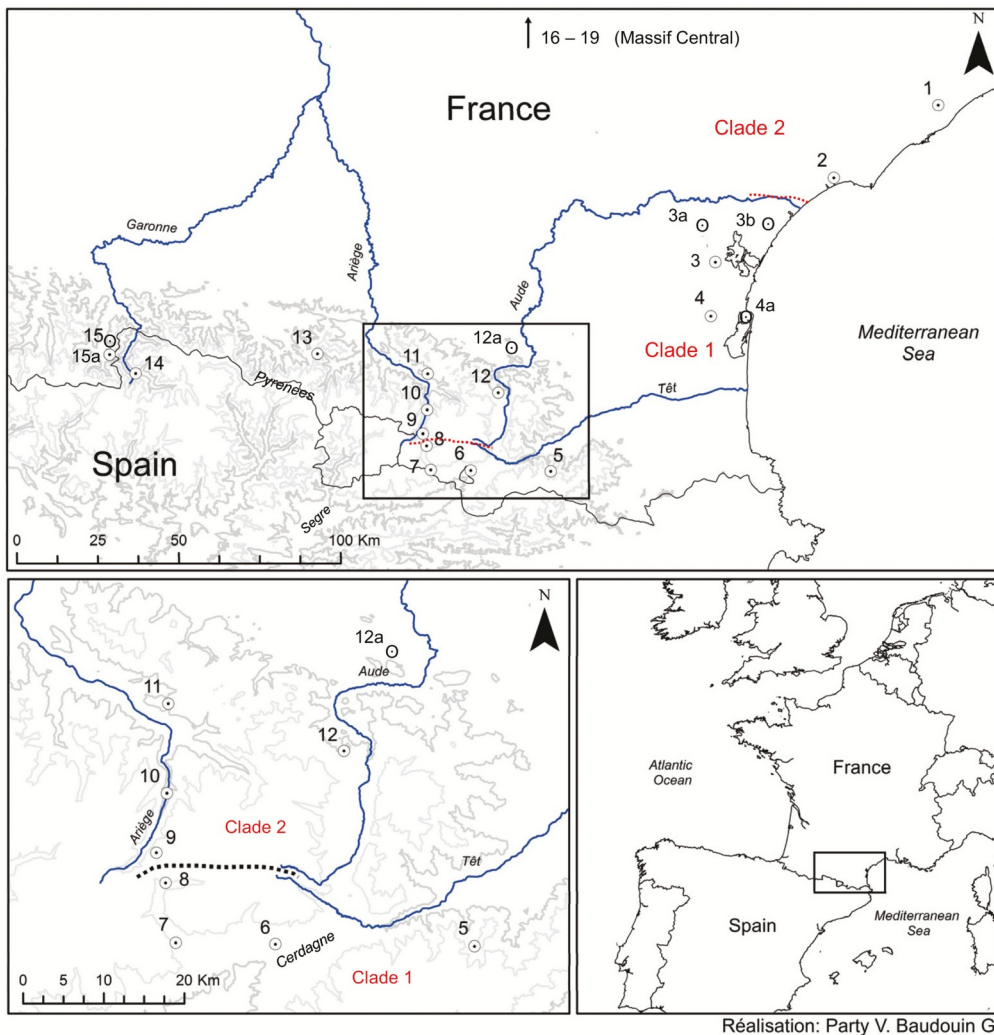 16 – 19 (Massif Central)
N
1
France
Clade 2
2
Garonne
Ariège
Aude
3a
3b
3
4
4a
Mediterranean
Sea
Clade 1
15
15a
14
13
12a
11
12
Pyrenees
10
Têt
9
8
Spain
7
6
5
Segre
0 25 50 100 Km
N
12a
Aude
11
12
10
Ariège
Clade 2
9
Têt
8
7
6
5
Cerdagne
Clade 1
0 5 10 20 Km
Atlantic
Ocean
France
Spain
Mediterranean
Sea
Réalisation: Party V. Baudouin G